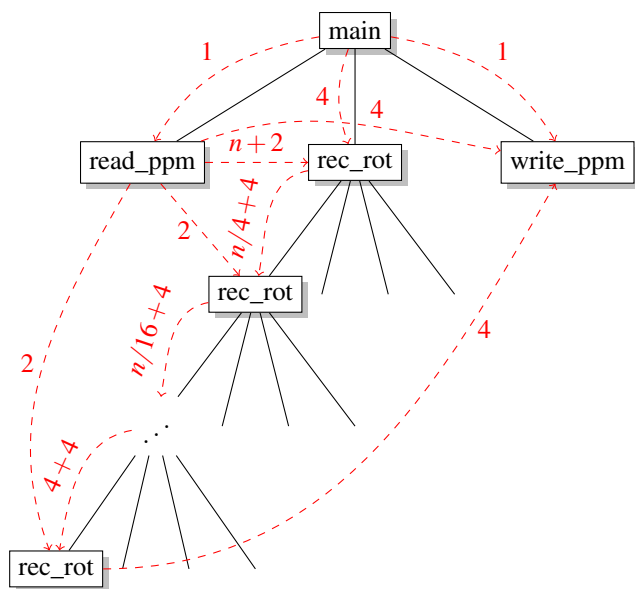 main
1
1
4
4
read_ppm
n+2
rec_rot
write_ppm
2
n/4+4
rec_rot
n/16+4
4
2
⋰
4+4
rec_rot